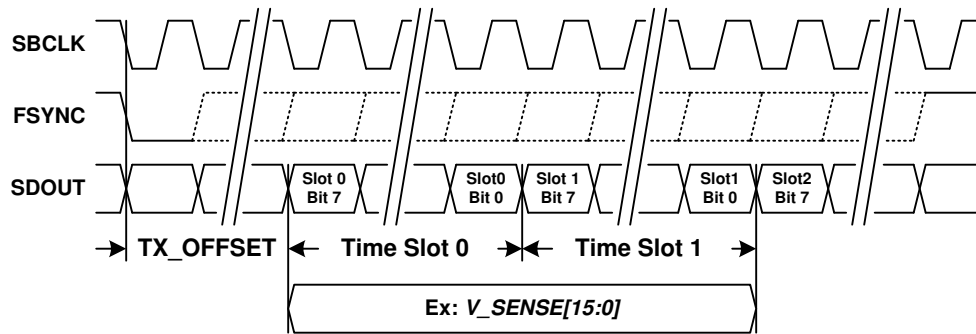 SBCLK
FSYNC
SDOUT
Slot 0
Bit 7
Slot0
Bit 0
Slot 1
Bit 7
Slot1
Bit 0
Slot2
Bit 7
TX_OFFSET
Time Slot 0
Time Slot 1
Ex: V_SENSE[15:0]